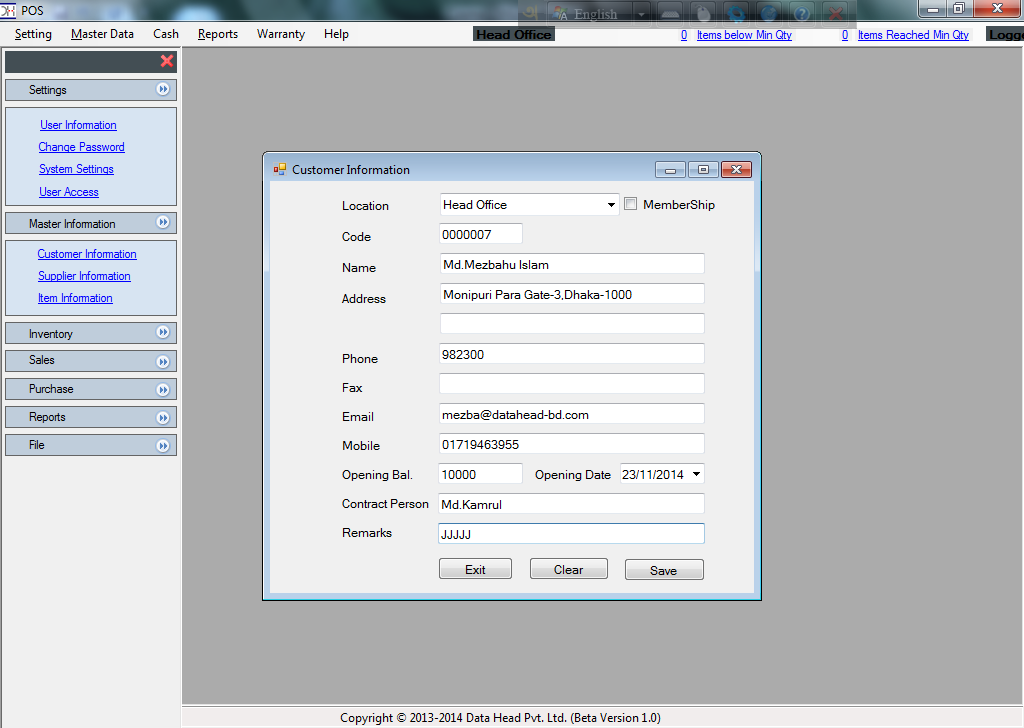 POS
English
Setting Master Data Cash Reports Warranty Help Head Office 0 Items below Min Qty 0 Items Reached Min Qty Logge
Settings
User Information
Change Password
System Settings
User Access
Master Information
Customer Information
Supplier Information
Item Information
Inventory
Sales
Purchase
Reports
File
Customer Information
Location Head Office MemberShip
Code 0000007
Name Md.Mezbahu Islam
Address Monipuri Para Gate-3,Dhaka-1000
Phone 982300
Fax
Email mezba@datahead-bd.com
Mobile 01719463955
Opening Bal. 10000 Opening Date 23/11/2014
Contract Person Md.Kamrul
Remarks JJJJJ
Exit Clear Save
Copyright © 2013-2014 Data Head Pvt. Ltd. (Beta Version 1.0)